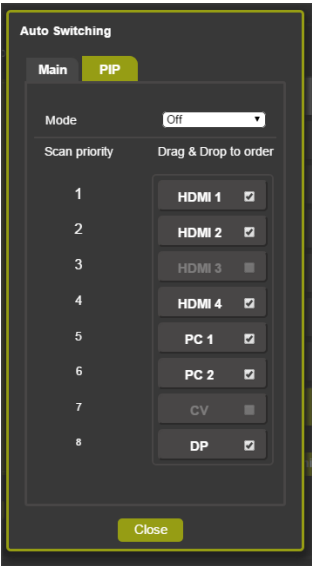 Auto Switching
Main PIP
Mode Off
Scan priority Drag & Drop to order
1 HDMI 1
2 HDMI 2
3 HDMI 3
4 HDMI 4
5 PC 1
6 PC 2
7 CV
8 DP
Close